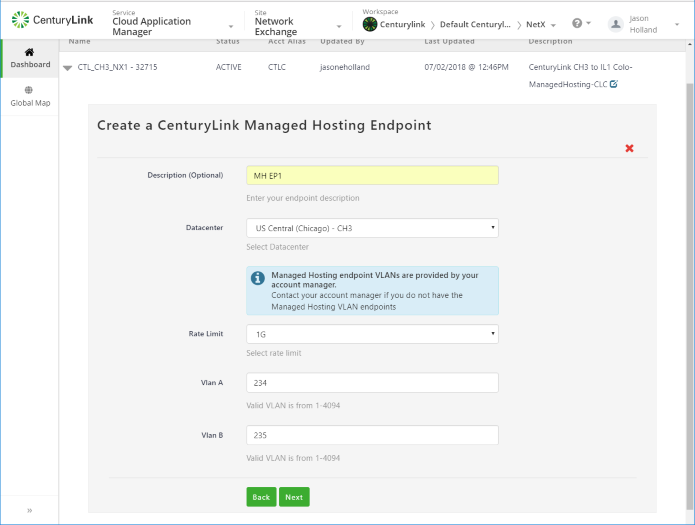 CenturyLink
Service
Cloud Application
Manager
Site
Network
Exchange
Workspace
Centurylink > Default Centuryl... > NetX
?
Jason
Holland
Dashboard
Global Map
»
Name Status Acct Alias Updated By Last Updated Description
CTL_CH3_NX1 - 32715 ACTIVE CTLC jasoneholland 07/02/2018 @ 12:46PM CenturyLink CH3 to IL1 Colo-
ManagedHosting-CLC
Create a CenturyLink Managed Hosting Endpoint
Description (Optional) MH EP1
Enter your endpoint description
Datacenter US Central (Chicago) - CH3
Select Datacenter
Managed Hosting endpoint VLANs are provided by your
account manager.
Contact your account manager if you do not have the
Managed Hosting VLAN endpoints
Rate Limit 1G
Select rate limit
Vlan A 234
Valid VLAN is from 1-4094
Vlan B 235
Valid VLAN is from 1-4094
Back Next